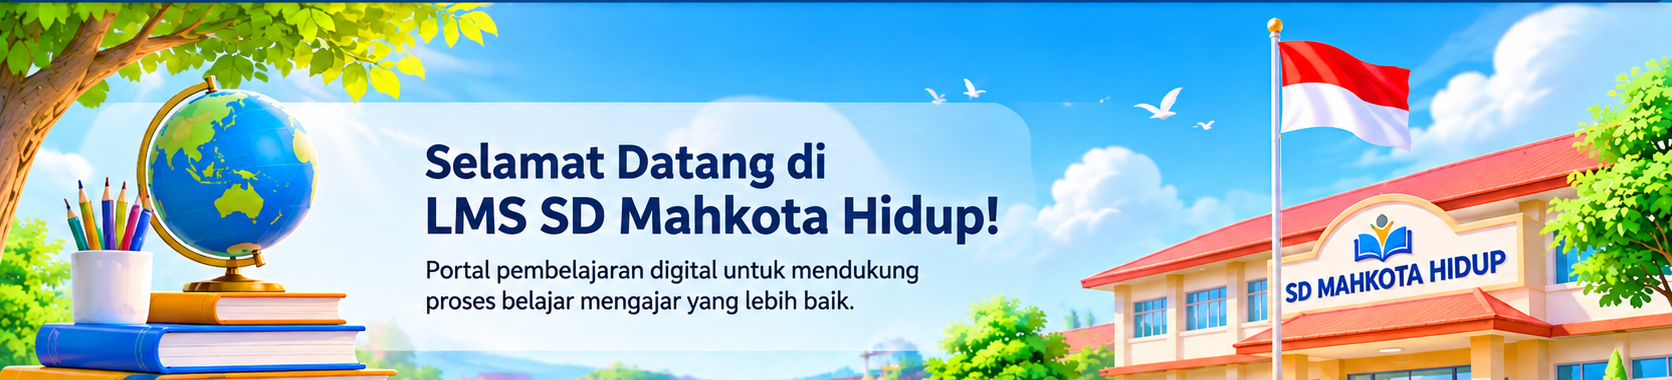 Selamat Datang di
LMS SD Mahkota Hidup!
Portal pembelajaran digital untuk mendukung
proses belajar mengajar yang lebih baik.
SD MAHKOTA HIDUP